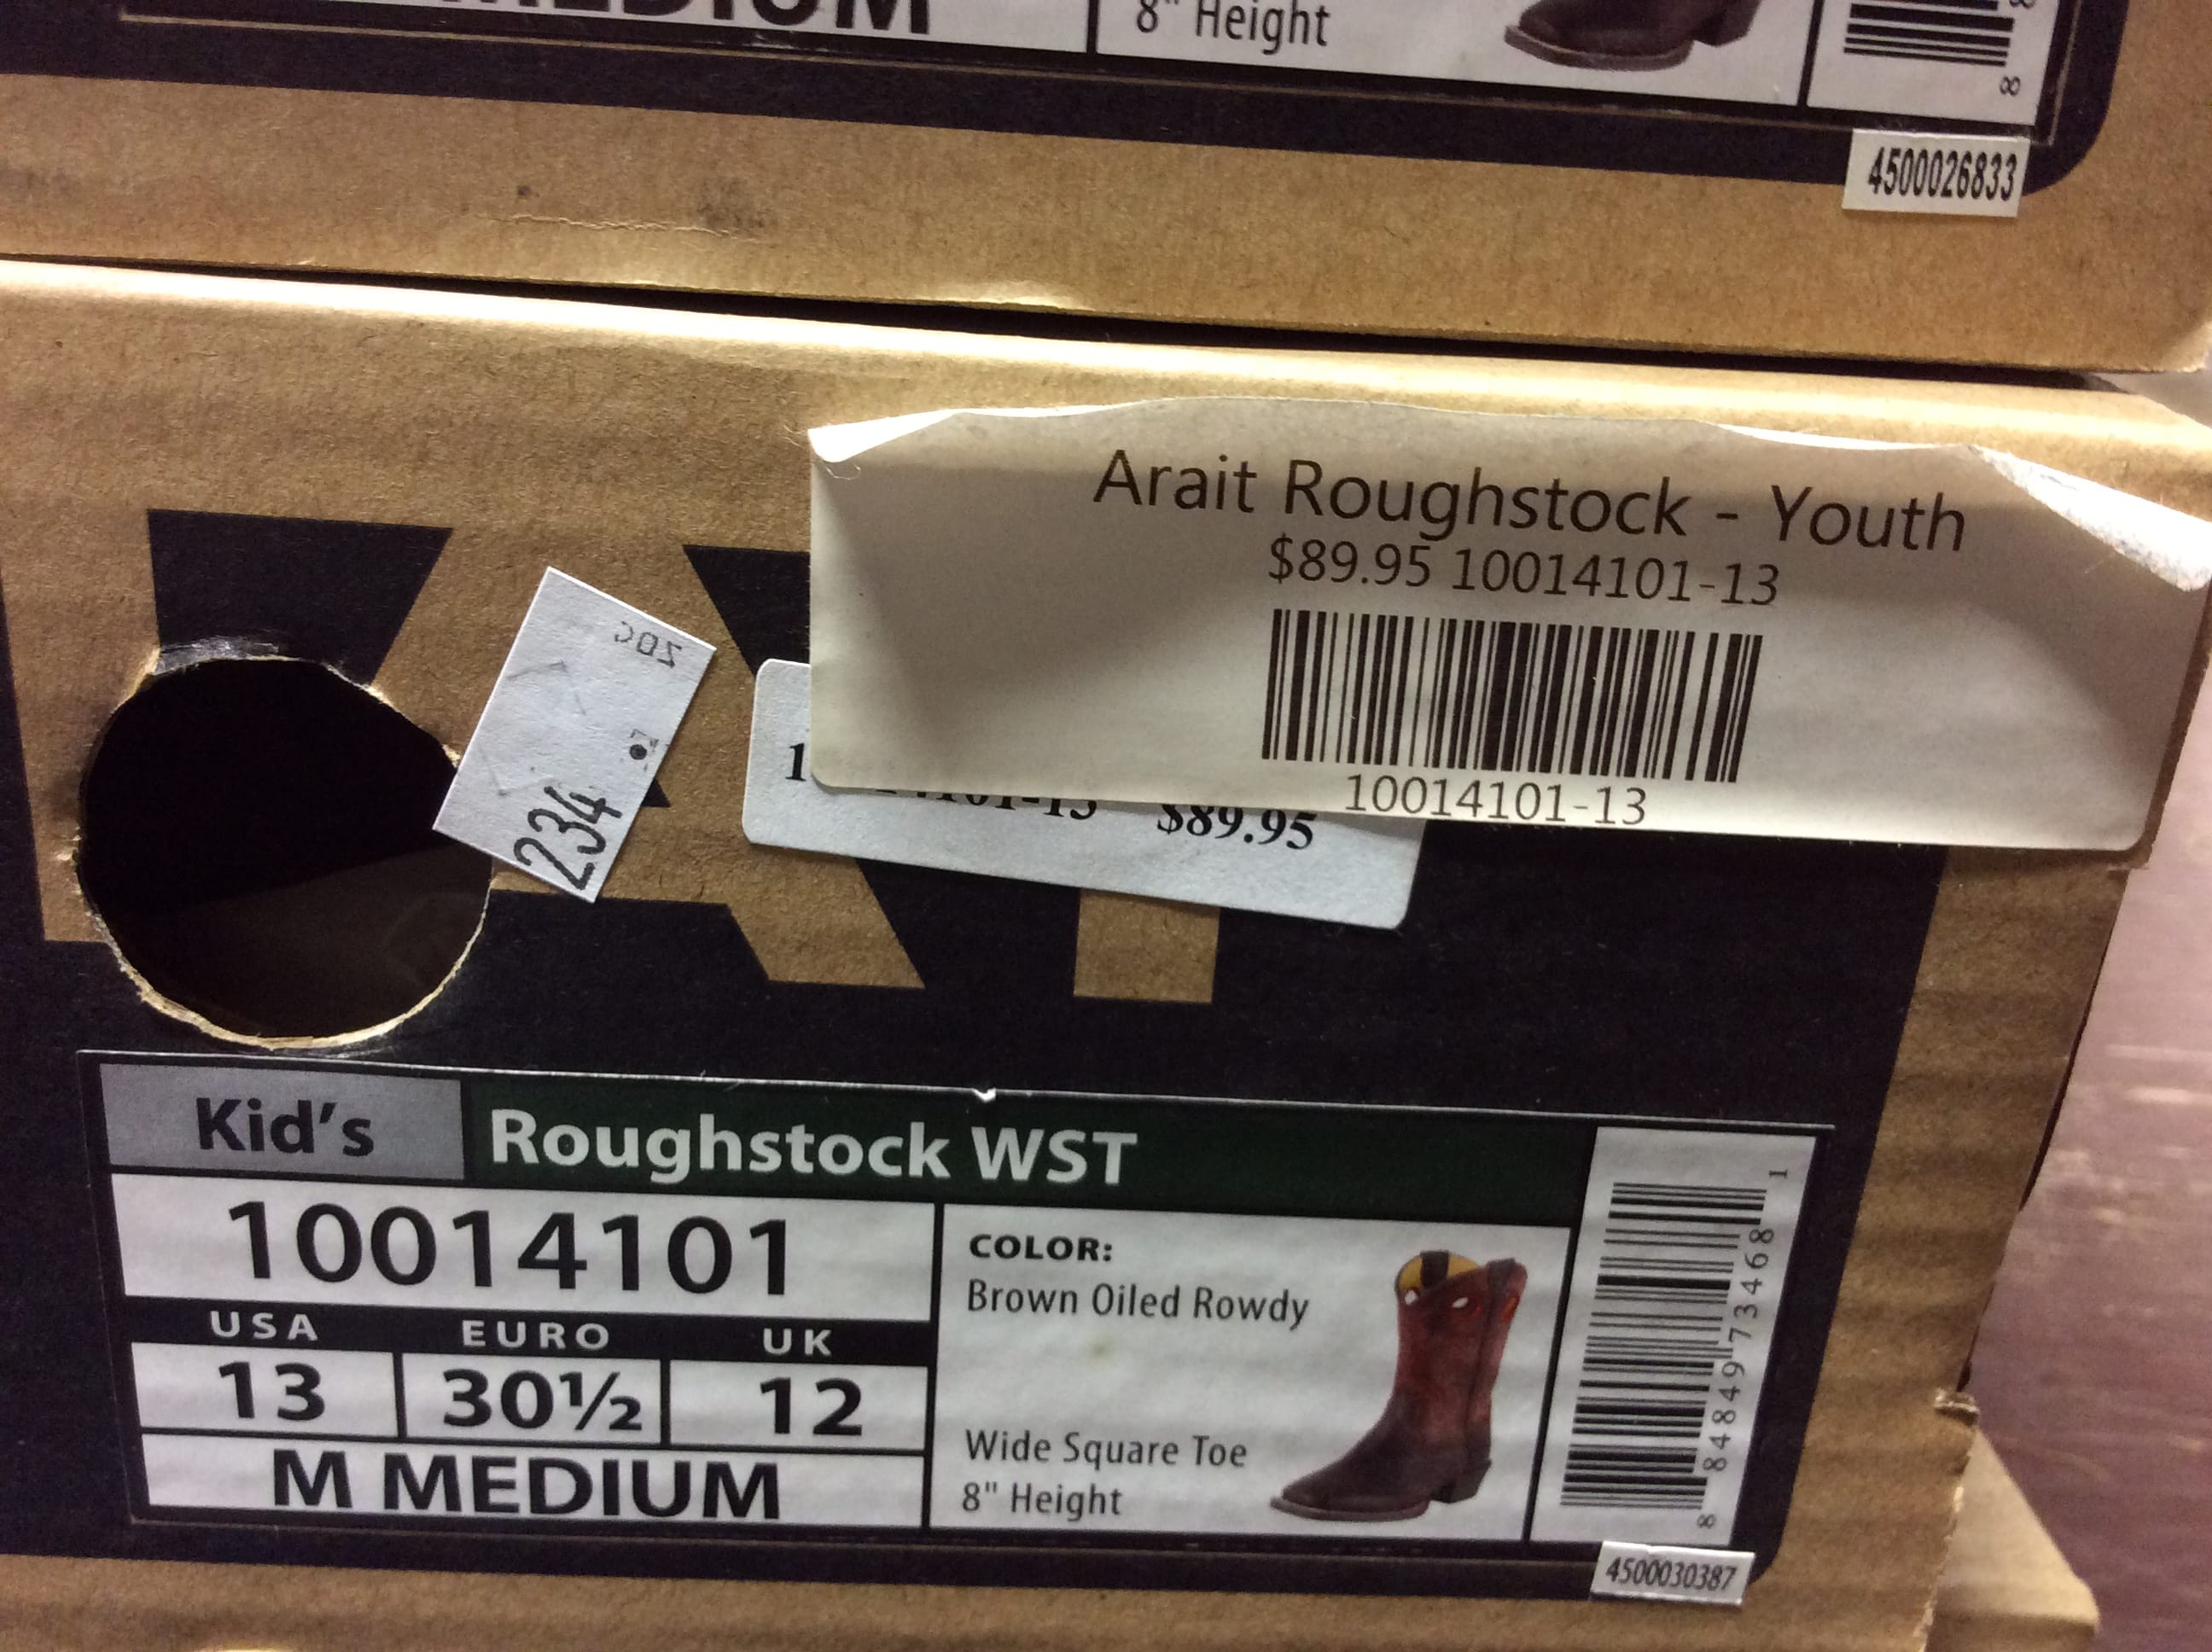 8" Height
8
4500026833
Arait Roughstock - Youth
$89.95 10014101-13
10014101-13
$89.95
234
Kid's
Roughstock WST
10014101
USA EURO UK
13 30½ 12
M MEDIUM
COLOR:
Brown Oiled Rowdy
Wide Square Toe
8" Height
8 84849 73468 1
4500030387